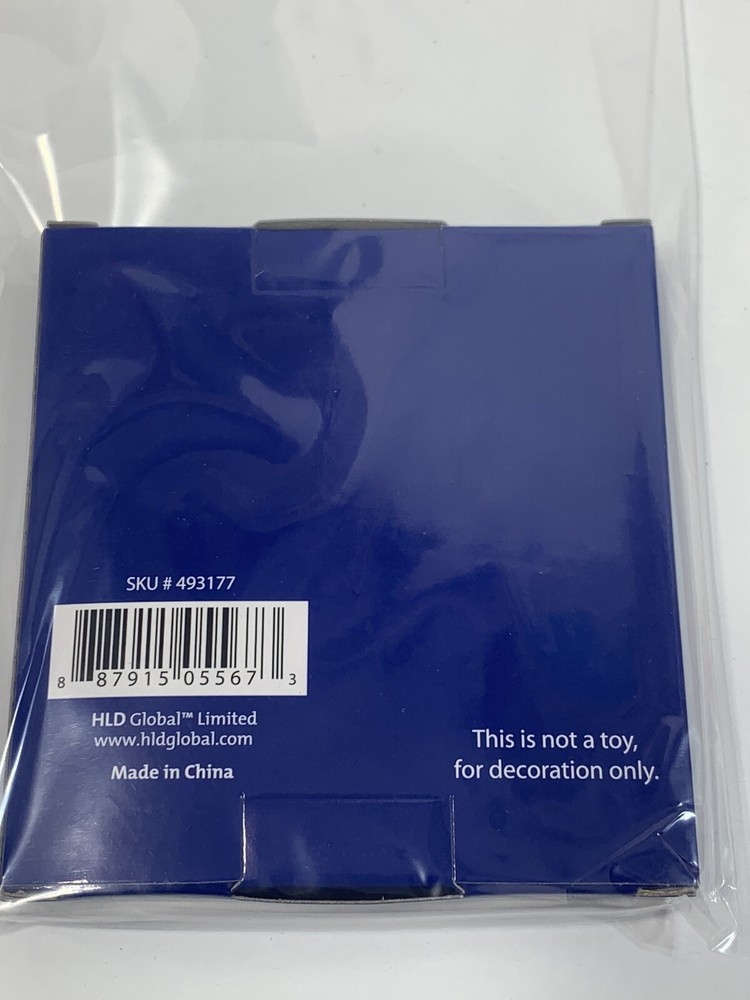 SKU # 493177
8 87915 05567 3
HLD Global™ Limited
www.hldglobal.com
Made in China
This is not a toy,
for decoration only.